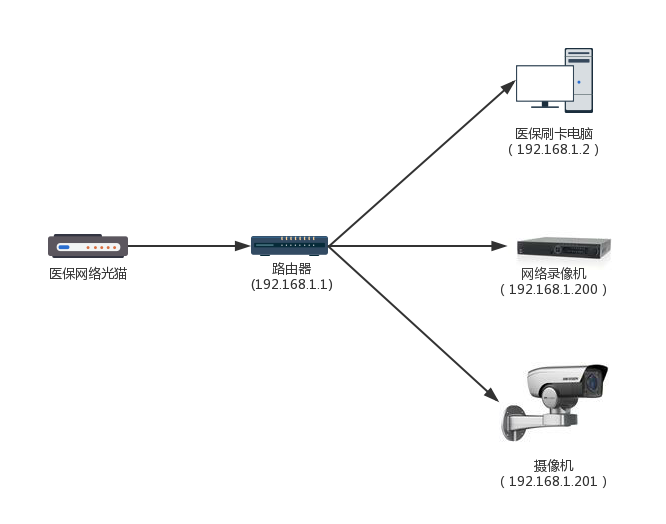 医保刷卡电脑
（192.168.1.2）
医保网络光猫
路由器
(192.168.1.1)
网络录像机
（192.168.1.200）
摄像机
（192.168.1.201）